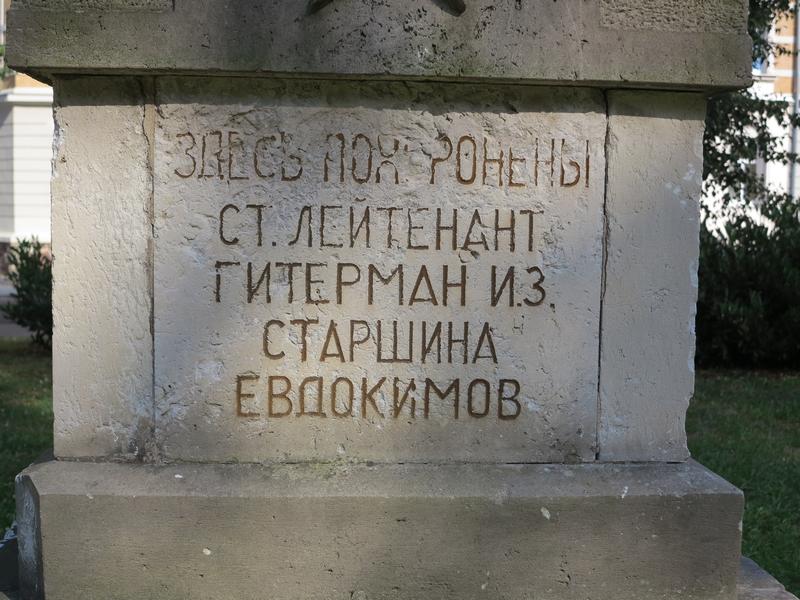 ЗДЕСЬ ПОХОРОНЕНЫ
СТ. ЛЕЙТЕНАНТ
ГИТЕРМАН И.З.
СТАРШИНА
ЕВДОКИМОВ